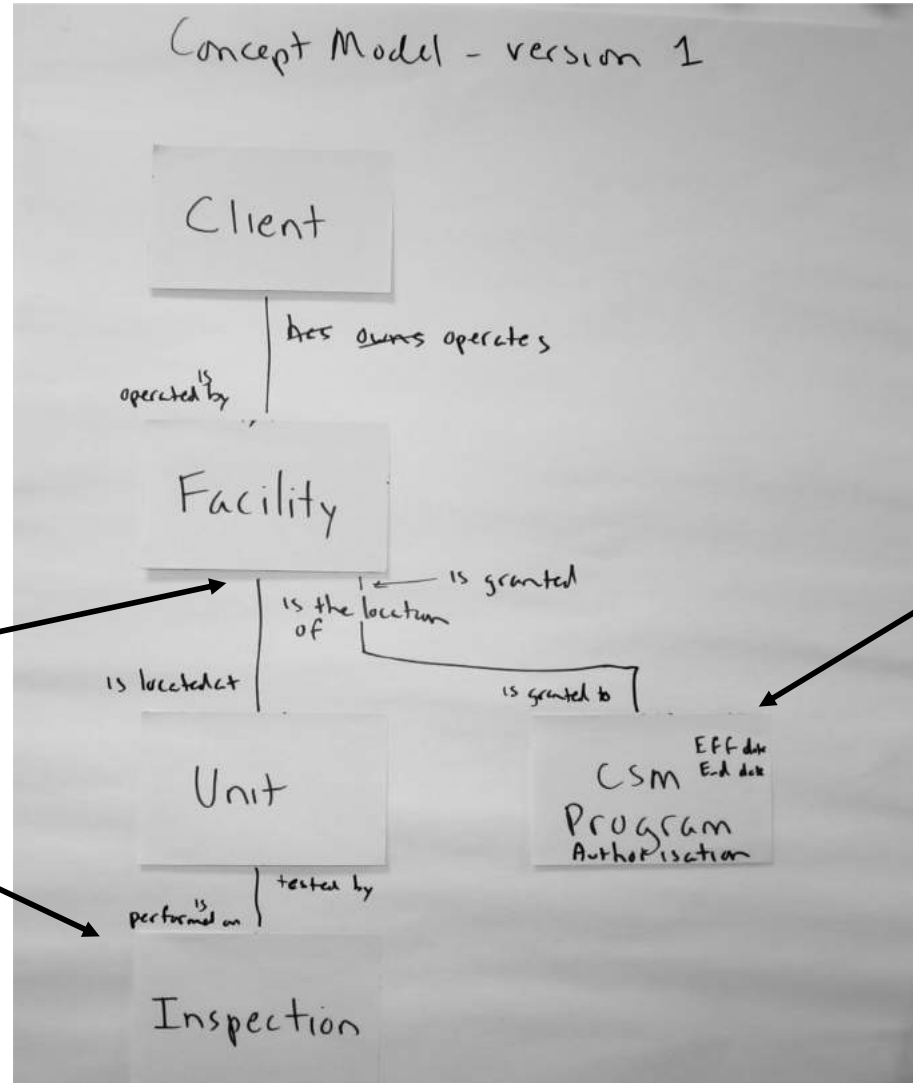 Concept Model - version 1
Client
has owns operates
is
operated by
Facility
is granted
is the location
of
is located at
is granted to
Unit
Eff date
End date
CSM
Program
Authorisation
tested by
is
performed on
Inspection